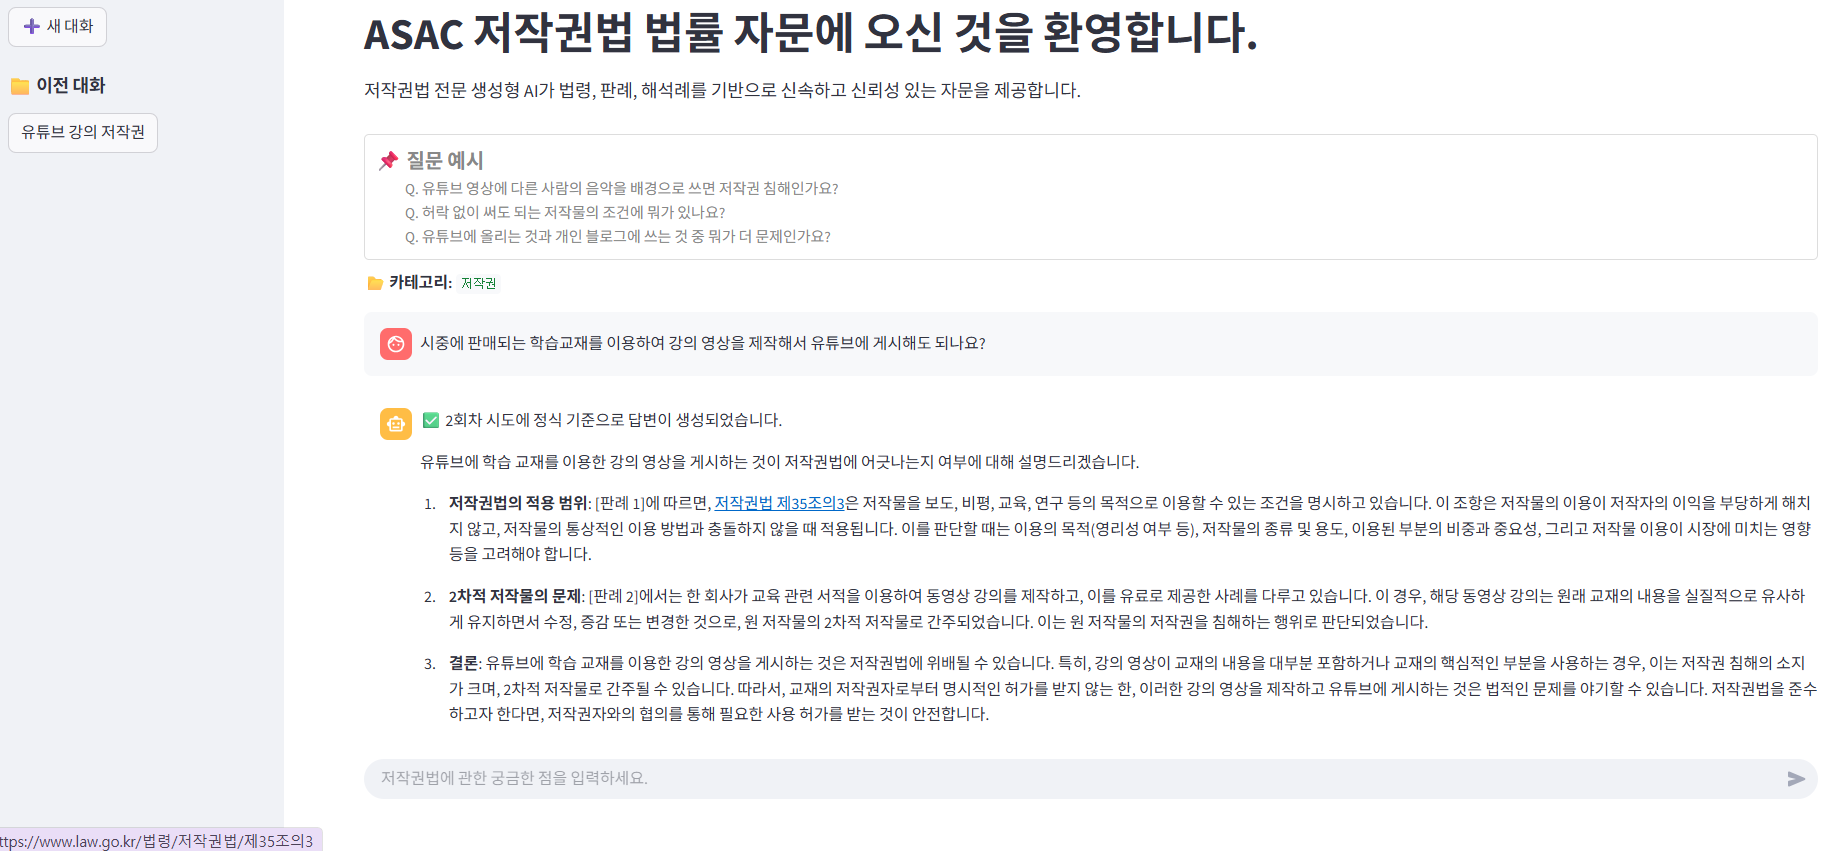 새 대화
이전 대화
유튜브 강의 저작권
ASAC 저작권법 법률 자문에 오신 것을 환영합니다.
저작권법 전문 생성형 AI가 법령, 판례, 해석례를 기반으로 신속하고 신뢰성 있는 자문을 제공합니다.
질문 예시
Q. 유튜브 영상에 다른 사람의 음악을 배경으로 쓰면 저작권 침해인가요?
Q. 허락 없이 써도 되는 저작물의 조건에 뭐가 있나요?
Q. 유튜브에 올리는 것과 개인 블로그에 쓰는 것 중 뭐가 더 문제인가요?
카테고리: 저작권
시중에 판매되는 학습교재를 이용하여 강의 영상을 제작해서 유튜브에 게시해도 되나요?
2회차 시도에 정식 기준으로 답변이 생성되었습니다.
유튜브에 학습 교재를 이용한 강의 영상을 게시하는 것이 저작권법에 어긋나는지 여부에 대해 설명드리겠습니다.
1. 저작권법의 적용 범위: [판례 1]에 따르면, 저작권법 제35조의3은 저작물을 보도, 비평, 교육, 연구 등의 목적으로 이용할 수 있는 조건을 명시하고 있습니다. 이 조항은 저작물의 이용이 저작자의 이익을 부당하게 해치
지 않고, 저작물의 통상적인 이용 방법과 충돌하지 않을 때 적용됩니다. 이를 판단할 때는 이용의 목적(영리성 여부 등), 저작물의 종류 및 용도, 이용된 부분의 비중과 중요성, 그리고 저작물 이용이 시장에 미치는 영향
등을 고려해야 합니다.
2. 2차적 저작물의 문제: [판례 2]에서는 한 회사가 교육 관련 서적을 이용하여 동영상 강의를 제작하고, 이를 유료로 제공한 사례를 다루고 있습니다. 이 경우, 해당 동영상 강의는 원래 교재의 내용을 실질적으로 유사하
게 유지하면서 수정, 증감 또는 변경한 것으로, 원 저작물의 2차적 저작물로 간주되었습니다. 이는 원 저작물의 저작권을 침해하는 행위로 판단되었습니다.
3. 결론: 유튜브에 학습 교재를 이용한 강의 영상을 게시하는 것은 저작권법에 위배될 수 있습니다. 특히, 강의 영상이 교재의 내용을 대부분 포함하거나 교재의 핵심적인 부분을 사용하는 경우, 이는 저작권 침해의 소지
가 크며, 2차적 저작물로 간주될 수 있습니다. 따라서, 교재의 저작권자로부터 명시적인 허가를 받지 않는 한, 이러한 강의 영상을 제작하고 유튜브에 게시하는 것은 법적인 문제를 야기할 수 있습니다. 저작권법을 준수
하고자 한다면, 저작권자와의 협의를 통해 필요한 사용 허가를 받는 것이 안전합니다.
저작권법에 관한 궁금한 점을 입력하세요.
ttps://www.law.go.kr/법령/저작권법/제35조의3